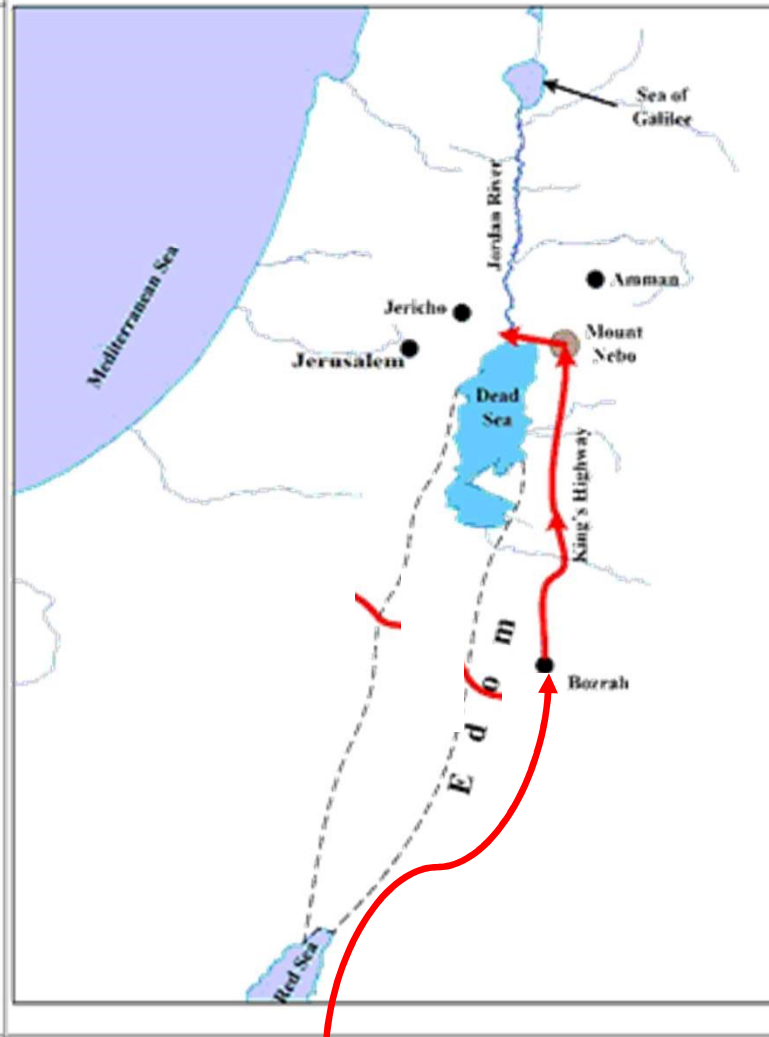 Sea of
Galilee
Jordan River
Mediterranean Sea
Amman
Jericho
Mount
Nebo
Jerusalem
Dead
Sea
King's Highway
Edom
Bozrah
Red Sea